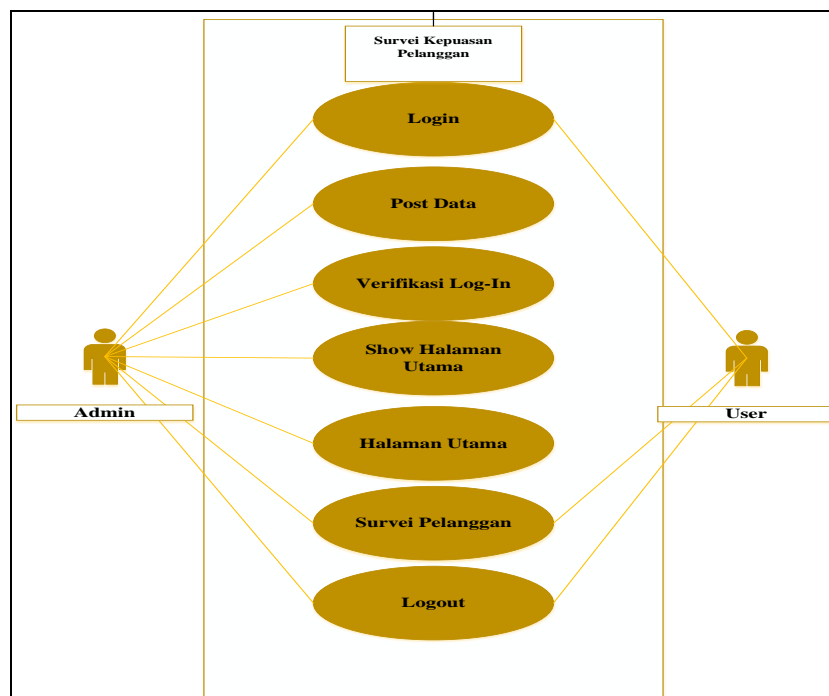 Survei Kepuasan
Pelanggan
Login
Post Data
Verifikasi Log-In
Show Halaman
Utama
Admin
User
Halaman Utama
Survei Pelanggan
Logout